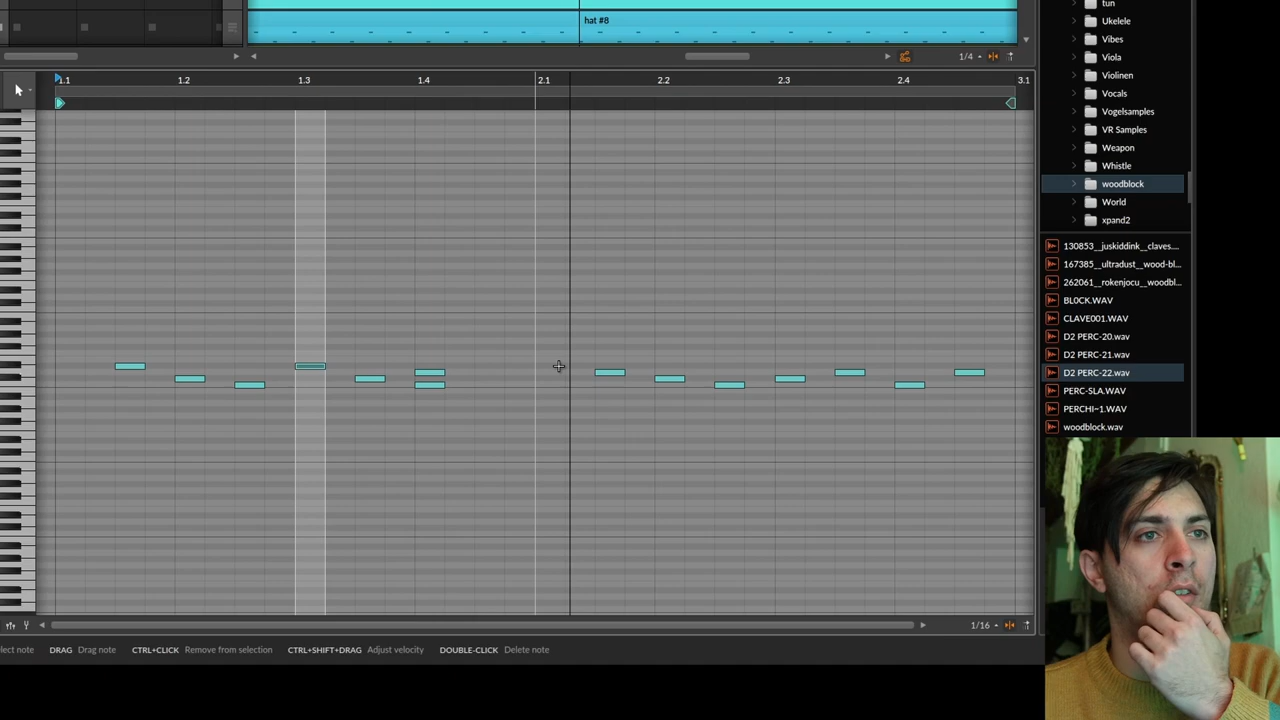 tun
Ukelele
Vibes
Viola
Violinen
Vocals
Vogelsamples
VR Samples
Weapon
Whistle
woodblock
World
xpand2
hat #8
1/4
1.1 1.2 1.3 1.4 2.1 2.2 2.3 2.4 3.1
130853__juskiddink__claves....
167385__ultradust__wood-bl...
262061__rokenjocu__woodbl...
BLOCK.WAV
CLAVE001.WAV
D2 PERC-20.wav
D2 PERC-21.wav
D2 PERC-22.wav
PERC-SLA.WAV
PERCHI~1.WAV
woodblock.wav
1/16
lect note DRAG Drag note CTRL+CLICK Remove from selection CTRL+SHIFT+DRAG Adjust velocity DOUBLE-CLICK Delete note